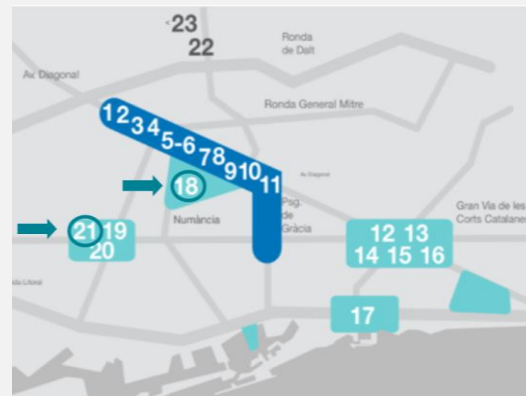 <23
22
Ronda
de Dalt
Av. Diagonal
Ronda General Mitre
1 2 3 4 5-6 7 8 9 10 11
Av. Diagonal
18
Psg.
de
Gràcia
Numància
Gran Via de les
Corts Catalanes
21 19
20
12 13
14 15 16
Litoral
17